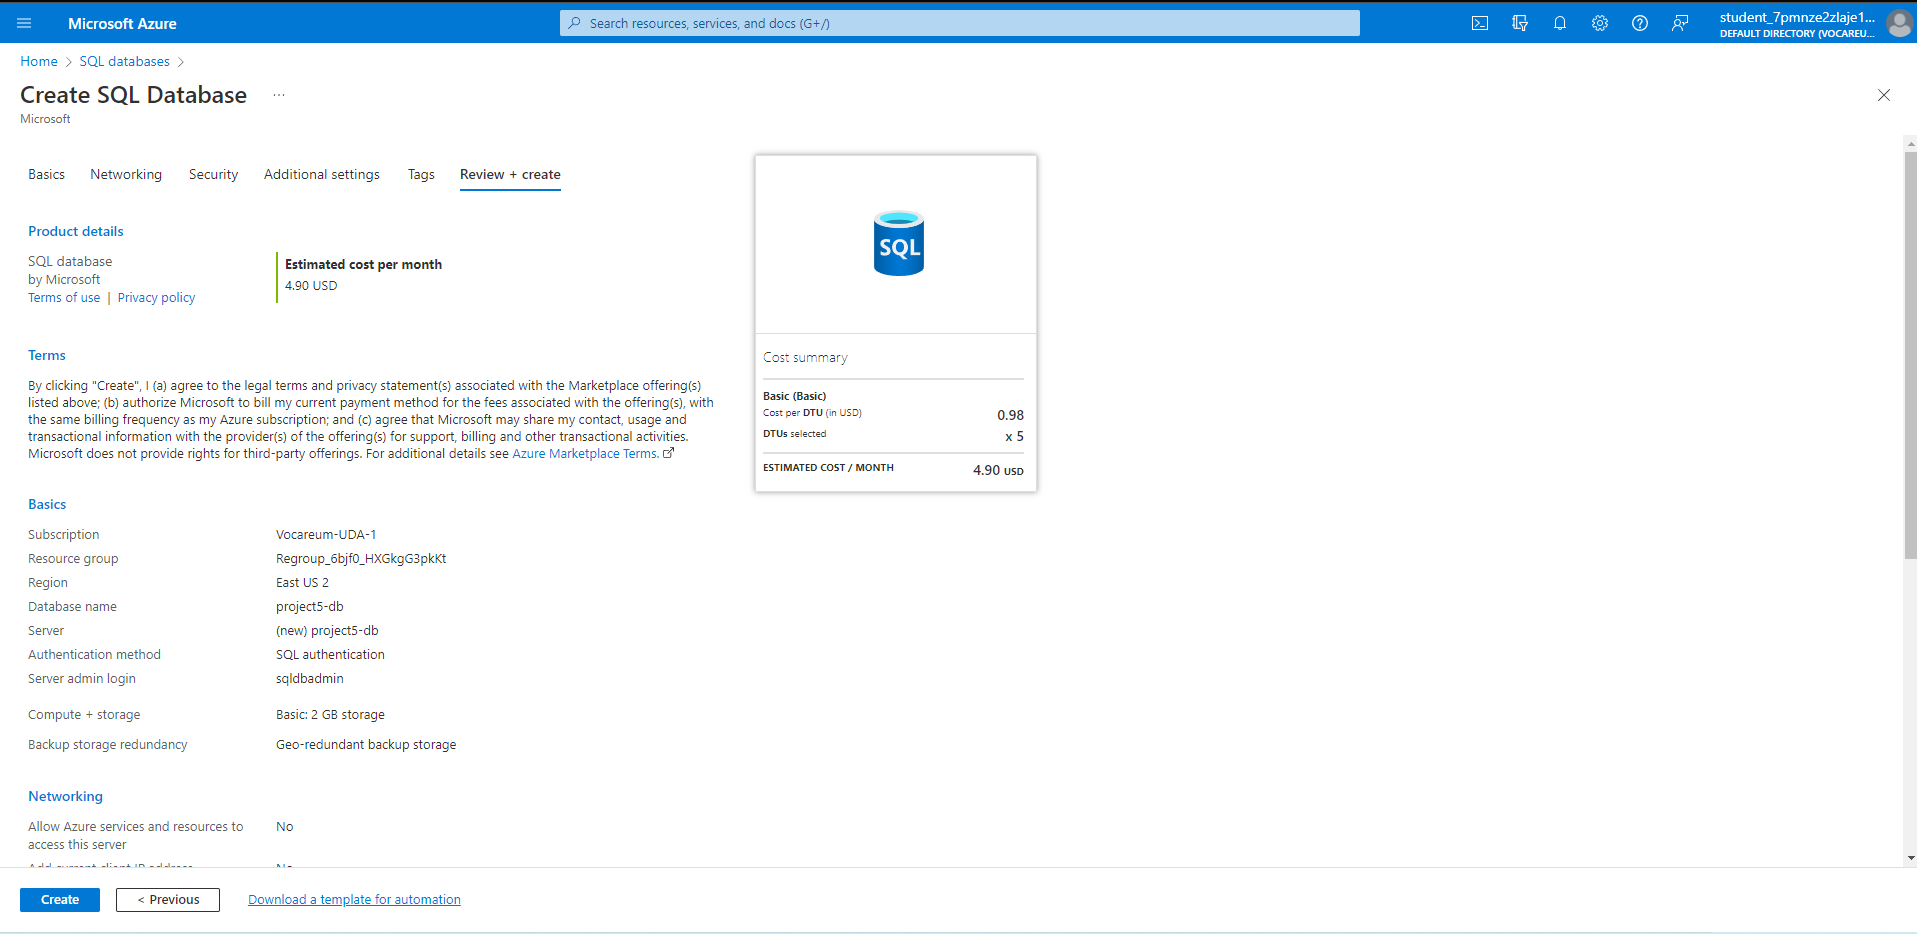 Microsoft Azure
Search resources, services, and docs (G+/)
student_7pmnze2zlaje1...
DEFAULT DIRECTORY (VOCAREU...
Home > SQL databases >
Create SQL Database ...
Microsoft
Basics Networking Security Additional settings Tags Review + create
Product details
SQL database
by Microsoft
Terms of use | Privacy policy
Estimated cost per month
4.90 USD
Terms
By clicking "Create", I (a) agree to the legal terms and privacy statement(s) associated with the Marketplace offering(s)
listed above; (b) authorize Microsoft to bill my current payment method for the fees associated with the offering(s), with
the same billing frequency as my Azure subscription; and (c) agree that Microsoft may share my contact, usage and
transactional information with the provider(s) of the offering(s) for support, billing and other transactional activities.
Microsoft does not provide rights for third-party offerings. For additional details see Azure Marketplace Terms.
Basics
Subscription Vocareum-UDA-1
Resource group Regroup_6bjf0_HXGkgG3pkKt
Region East US 2
Database name project5-db
Server (new) project5-db
Authentication method SQL authentication
Server admin login sqldbadmin
Compute + storage Basic: 2 GB storage
Backup storage redundancy Geo-redundant backup storage
Networking
Allow Azure services and resources to
access this server No
Add current client IP address No
SQL
Cost summary
Basic (Basic)
Cost per DTU (in USD) 0.98
DTUs selected x 5
ESTIMATED COST / MONTH 4.90 USD
Create < Previous Download a template for automation